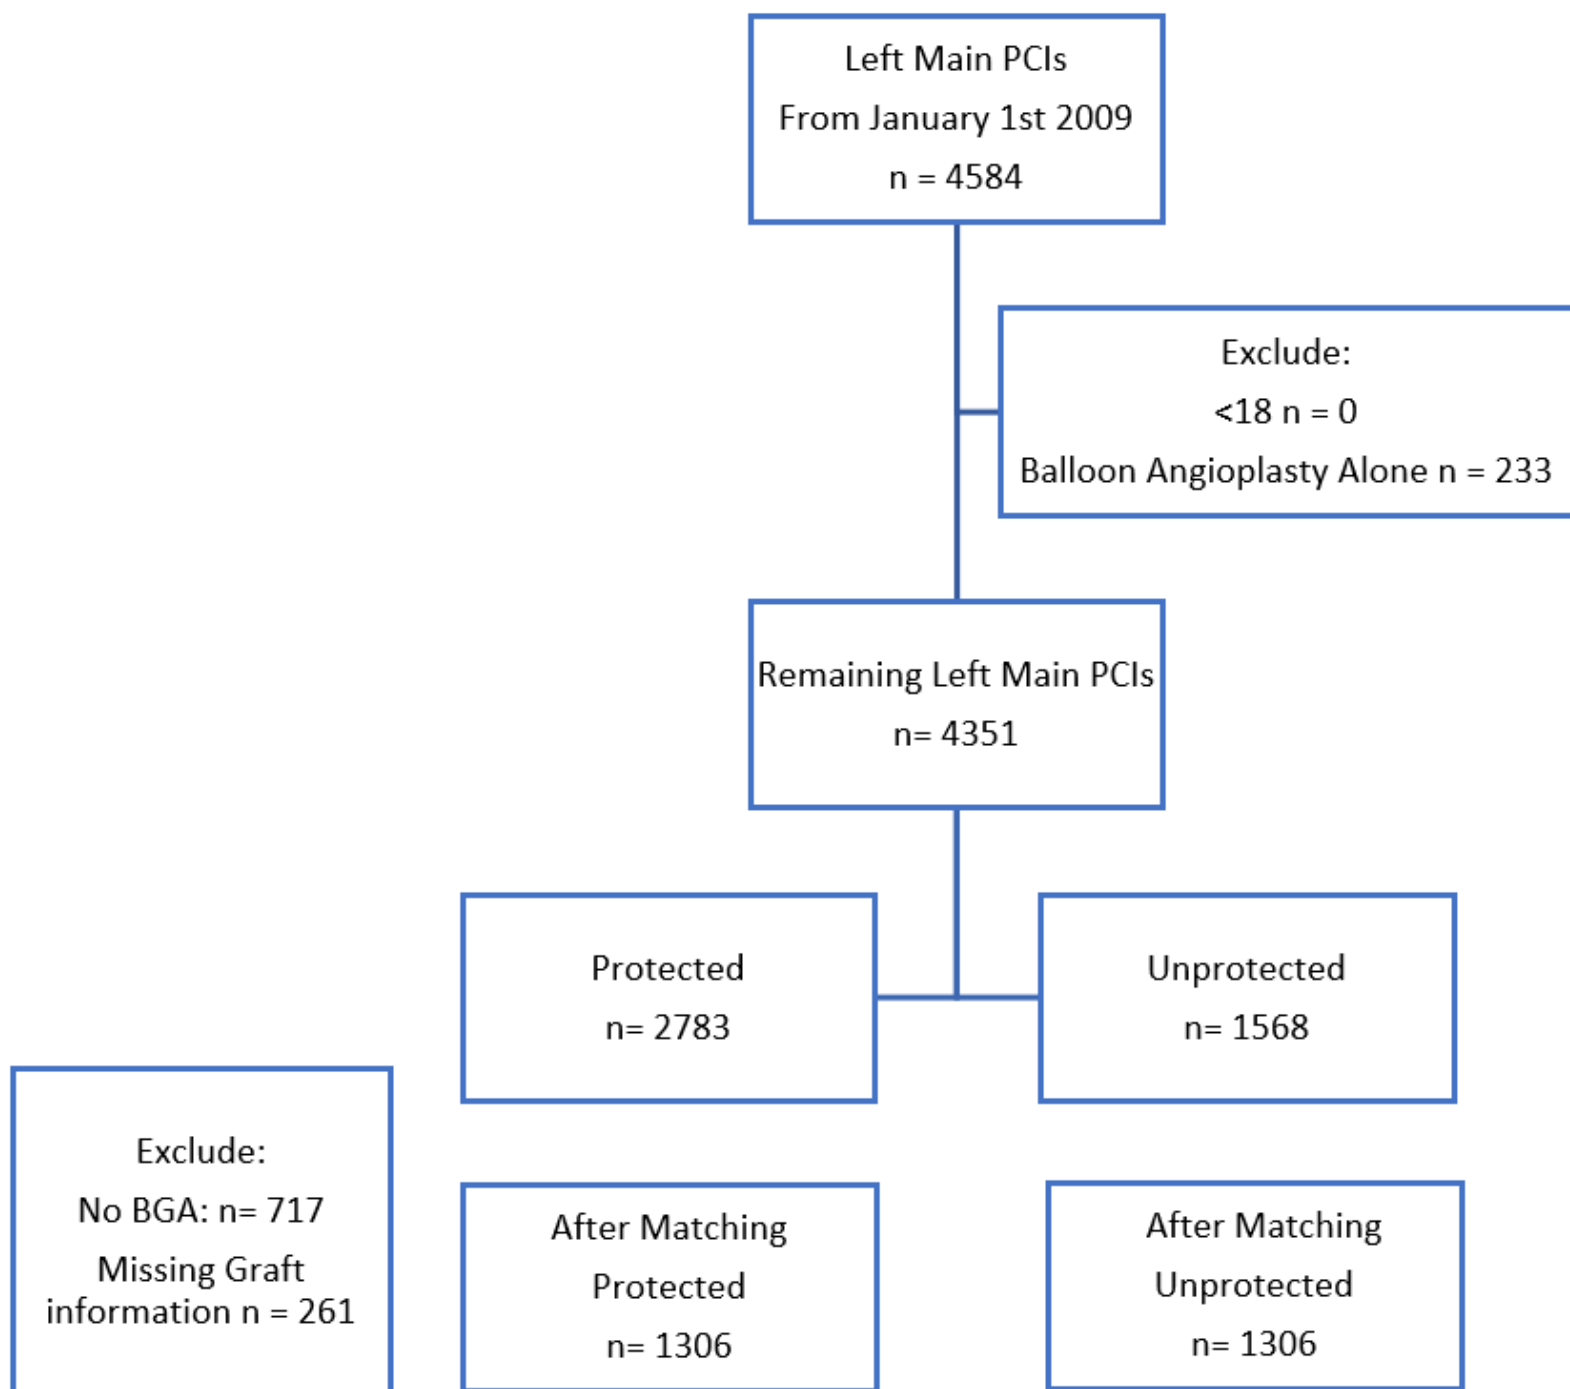 Left Main PCIs
From January 1st 2009
n = 4584
Exclude:
<18 n = 0
Balloon Angioplasty Alone n = 233
Remaining Left Main PCIs
n= 4351
Protected
n= 2783
Unprotected
n= 1568
Exclude:
No BGA: n= 717
Missing Graft
information n = 261
After Matching
Protected
n= 1306
After Matching
Unprotected
n= 1306